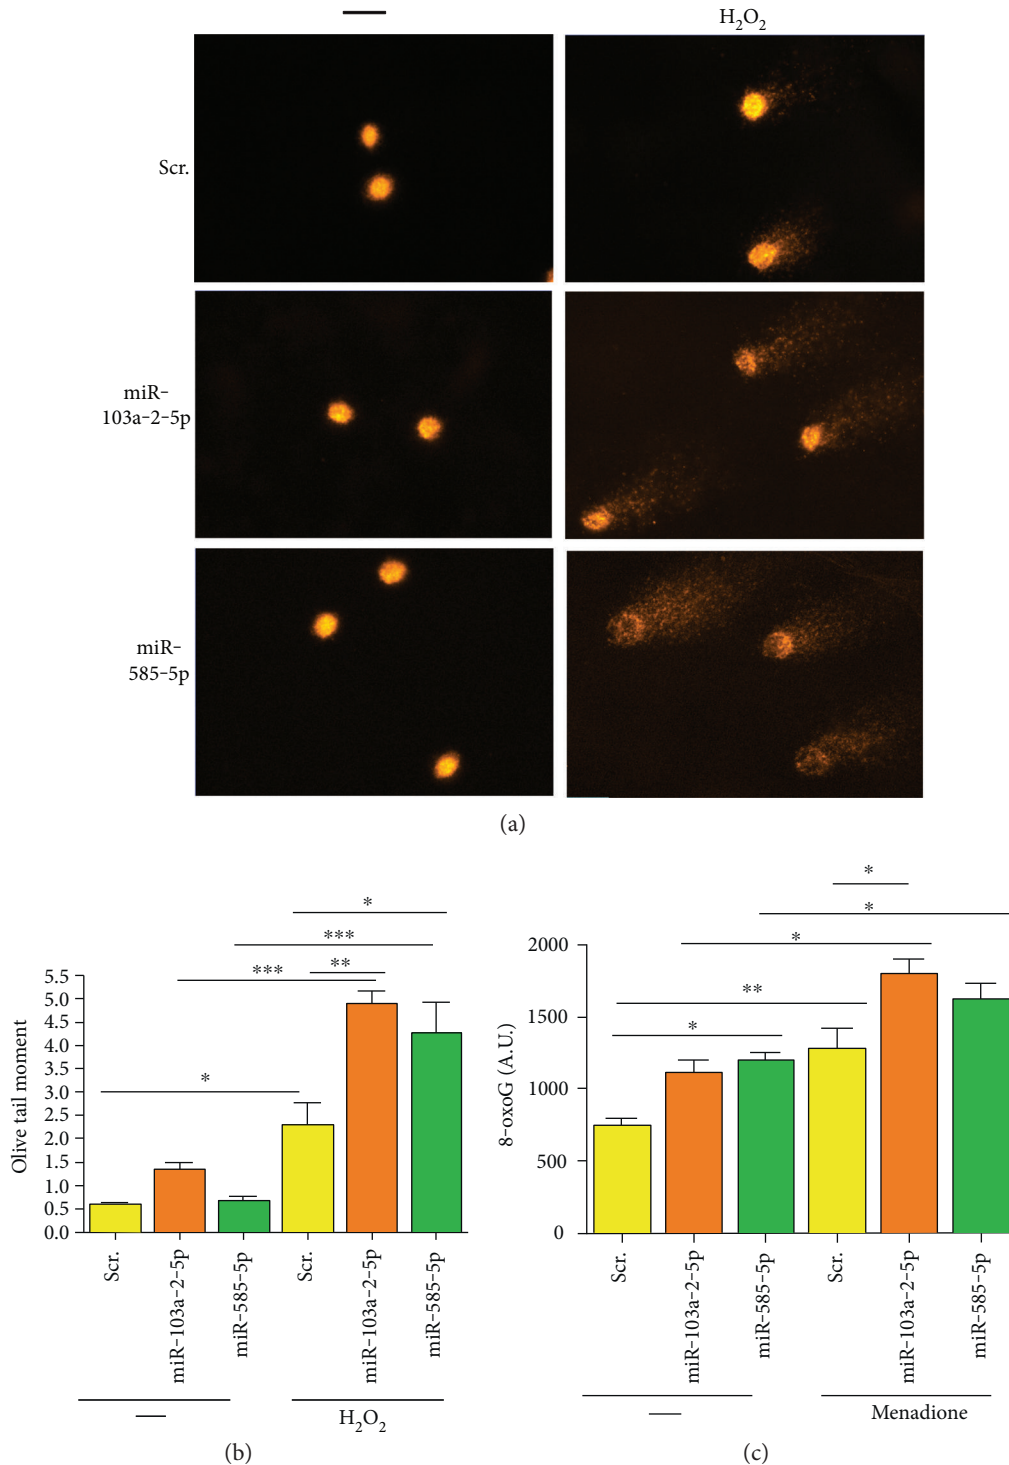 H₂O₂
Scr.
miR-
103a-2-5p
miR-
585-5p
(a)
*
***
***
**
*
5.5
5.0
4.5
4.0
3.5
3.0
2.5
2.0
1.5
1.0
0.5
0.0
Olive tail moment
Scr.
miR-103a-2-5p
miR-585-5p
Scr.
miR-103a-2-5p
miR-585-5p
—
H₂O₂
(b)
*
*
*
**
*
2000
1500
1000
500
0
8-oxoG (A.U.)
Scr.
miR-103a-2-5p
miR-585-5p
Scr.
miR-103a-2-5p
miR-585-5p
—
Menadione
(c)